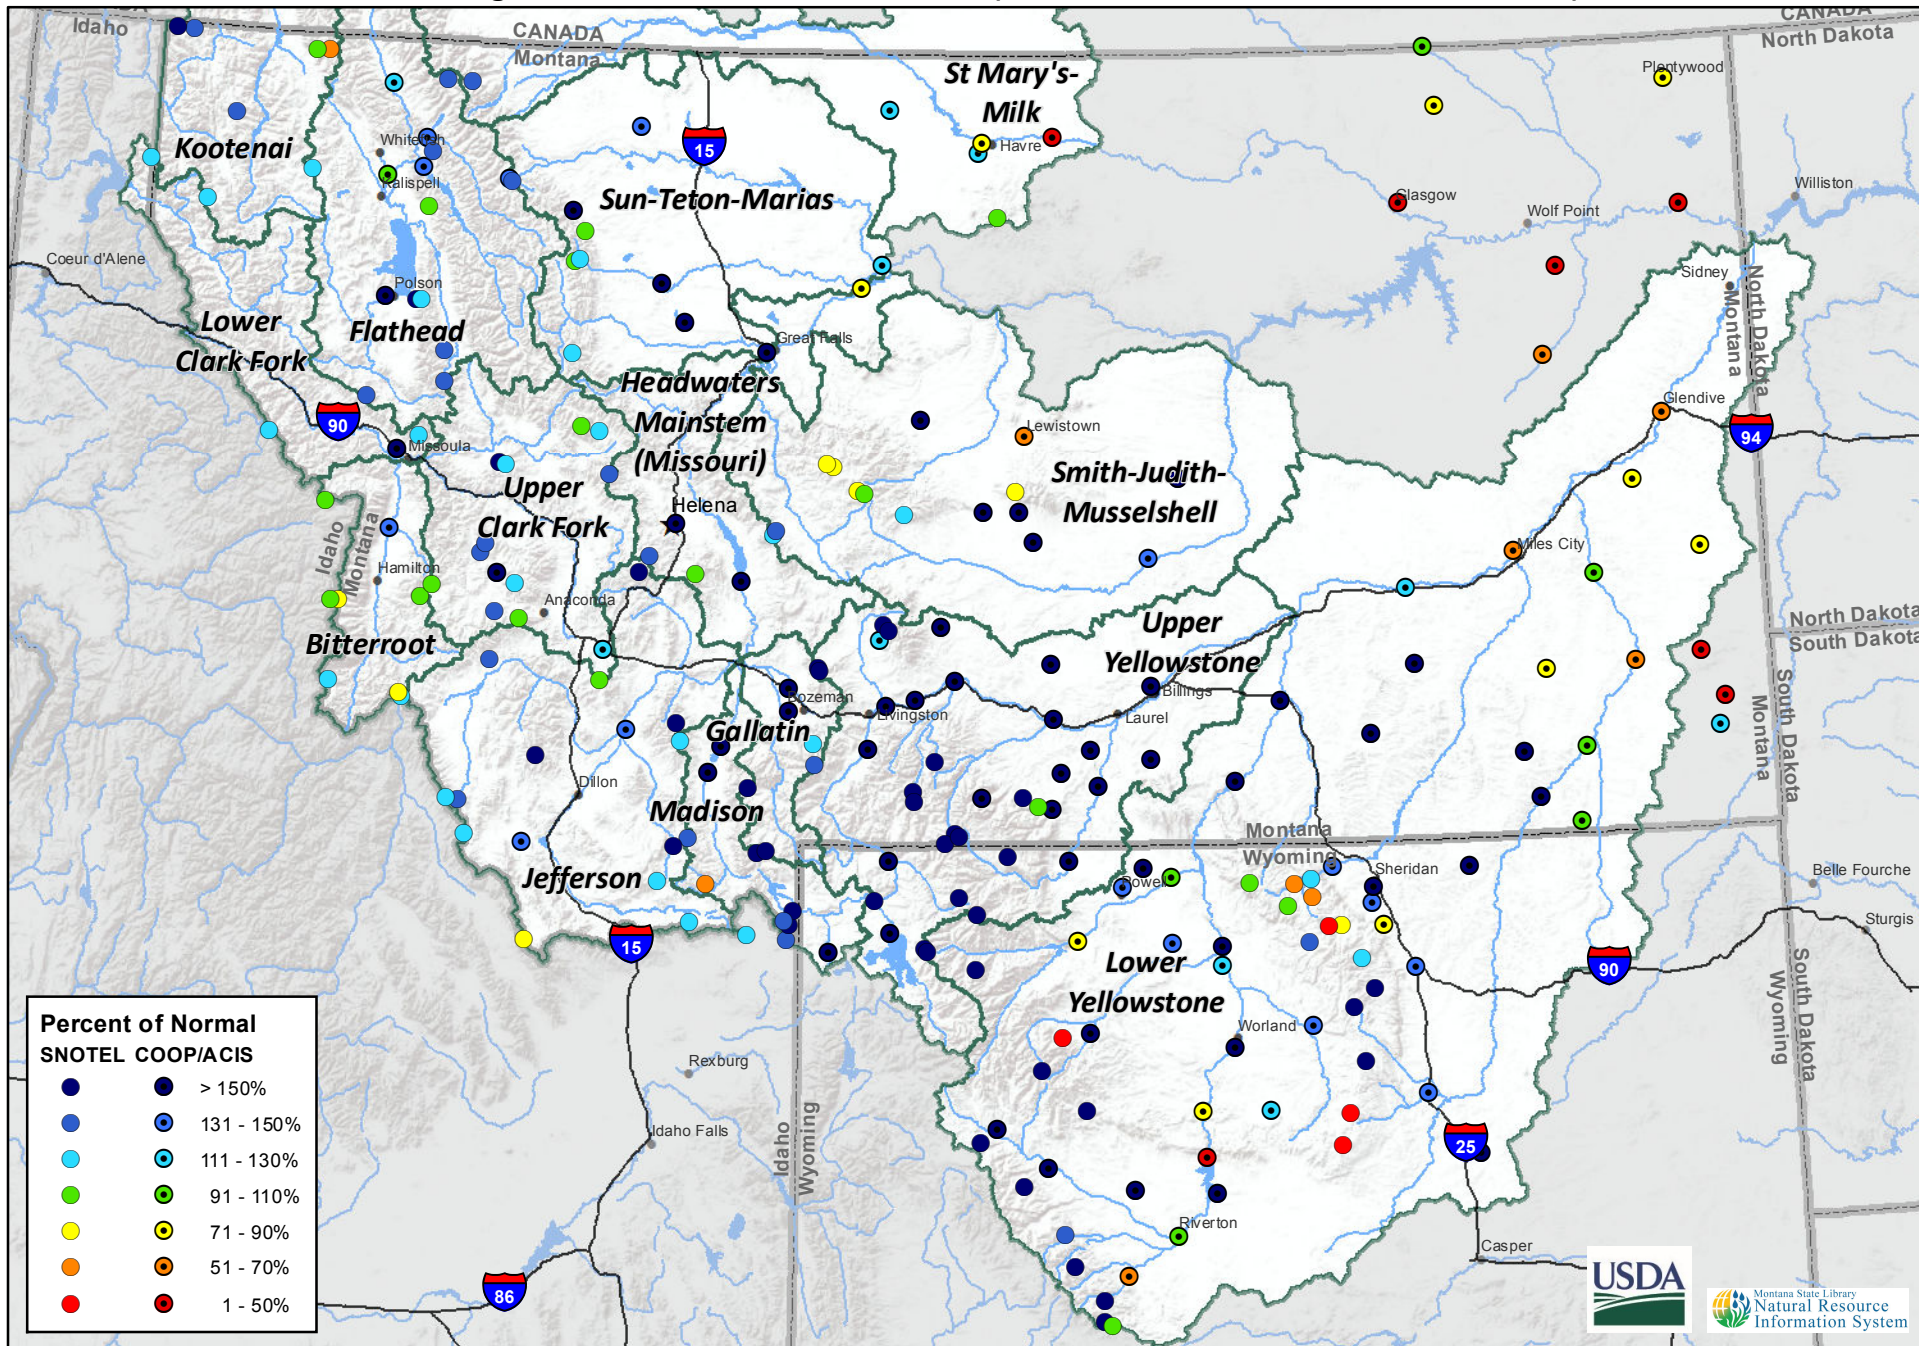 CANADA
Idaho
CANADA
Montana
CANADA
North Dakota
St Mary's-
Milk
Plentywood
Kootenai
Whitefish
Kalispell
15
Havre
Sun-Teton-Marias
Glasgow
Wolf Point
Williston
Coeur d'Alene
Polson
Sidney
North Dakota
Montana
Lower
Clark Fork
Flathead
Great Falls
Headwaters
Mainstem
(Missouri)
90
Missoula
Lewistown
Glendive
94
Smith-Judith-
Musselshell
Upper
Clark Fork
Helena
Idaho
Montana
Hamilton
Anaconda
Miles City
Bitterroot
Upper
Yellowstone
North Dakota
South Dakota
Bozeman
Livingston
Billings
Laurel
Gallatin
South Dakota
Montana
Dillon
Madison
Jefferson
Montana
Wyoming
Powell
Sheridan
Belle Fourche
Sturgis
15
Lower
Yellowstone
90
South Dakota
Wyoming
Worland
Rexburg
Idaho Falls
Idaho
Wyoming
25
Riverton
Casper
86
Percent of Normal
SNOTEL COOP/ACIS
> 150%
131 - 150%
111 - 130%
91 - 110%
71 - 90%
51 - 70%
1 - 50%
USDA
Montana State Library
Natural Resource
Information System